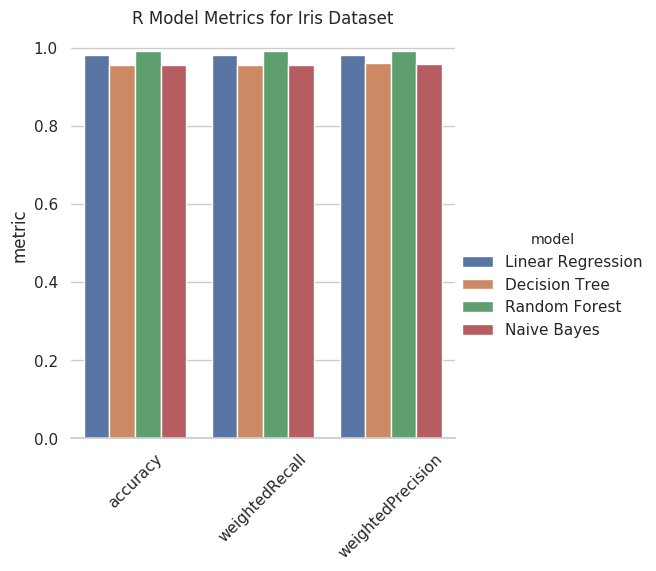 R Model Metrics for Iris Dataset
1.0
0.8
0.6
0.4
0.2
0.0
metric
accuracy
weightedRecall
weightedPrecision
model
Linear Regression
Decision Tree
Random Forest
Naive Bayes